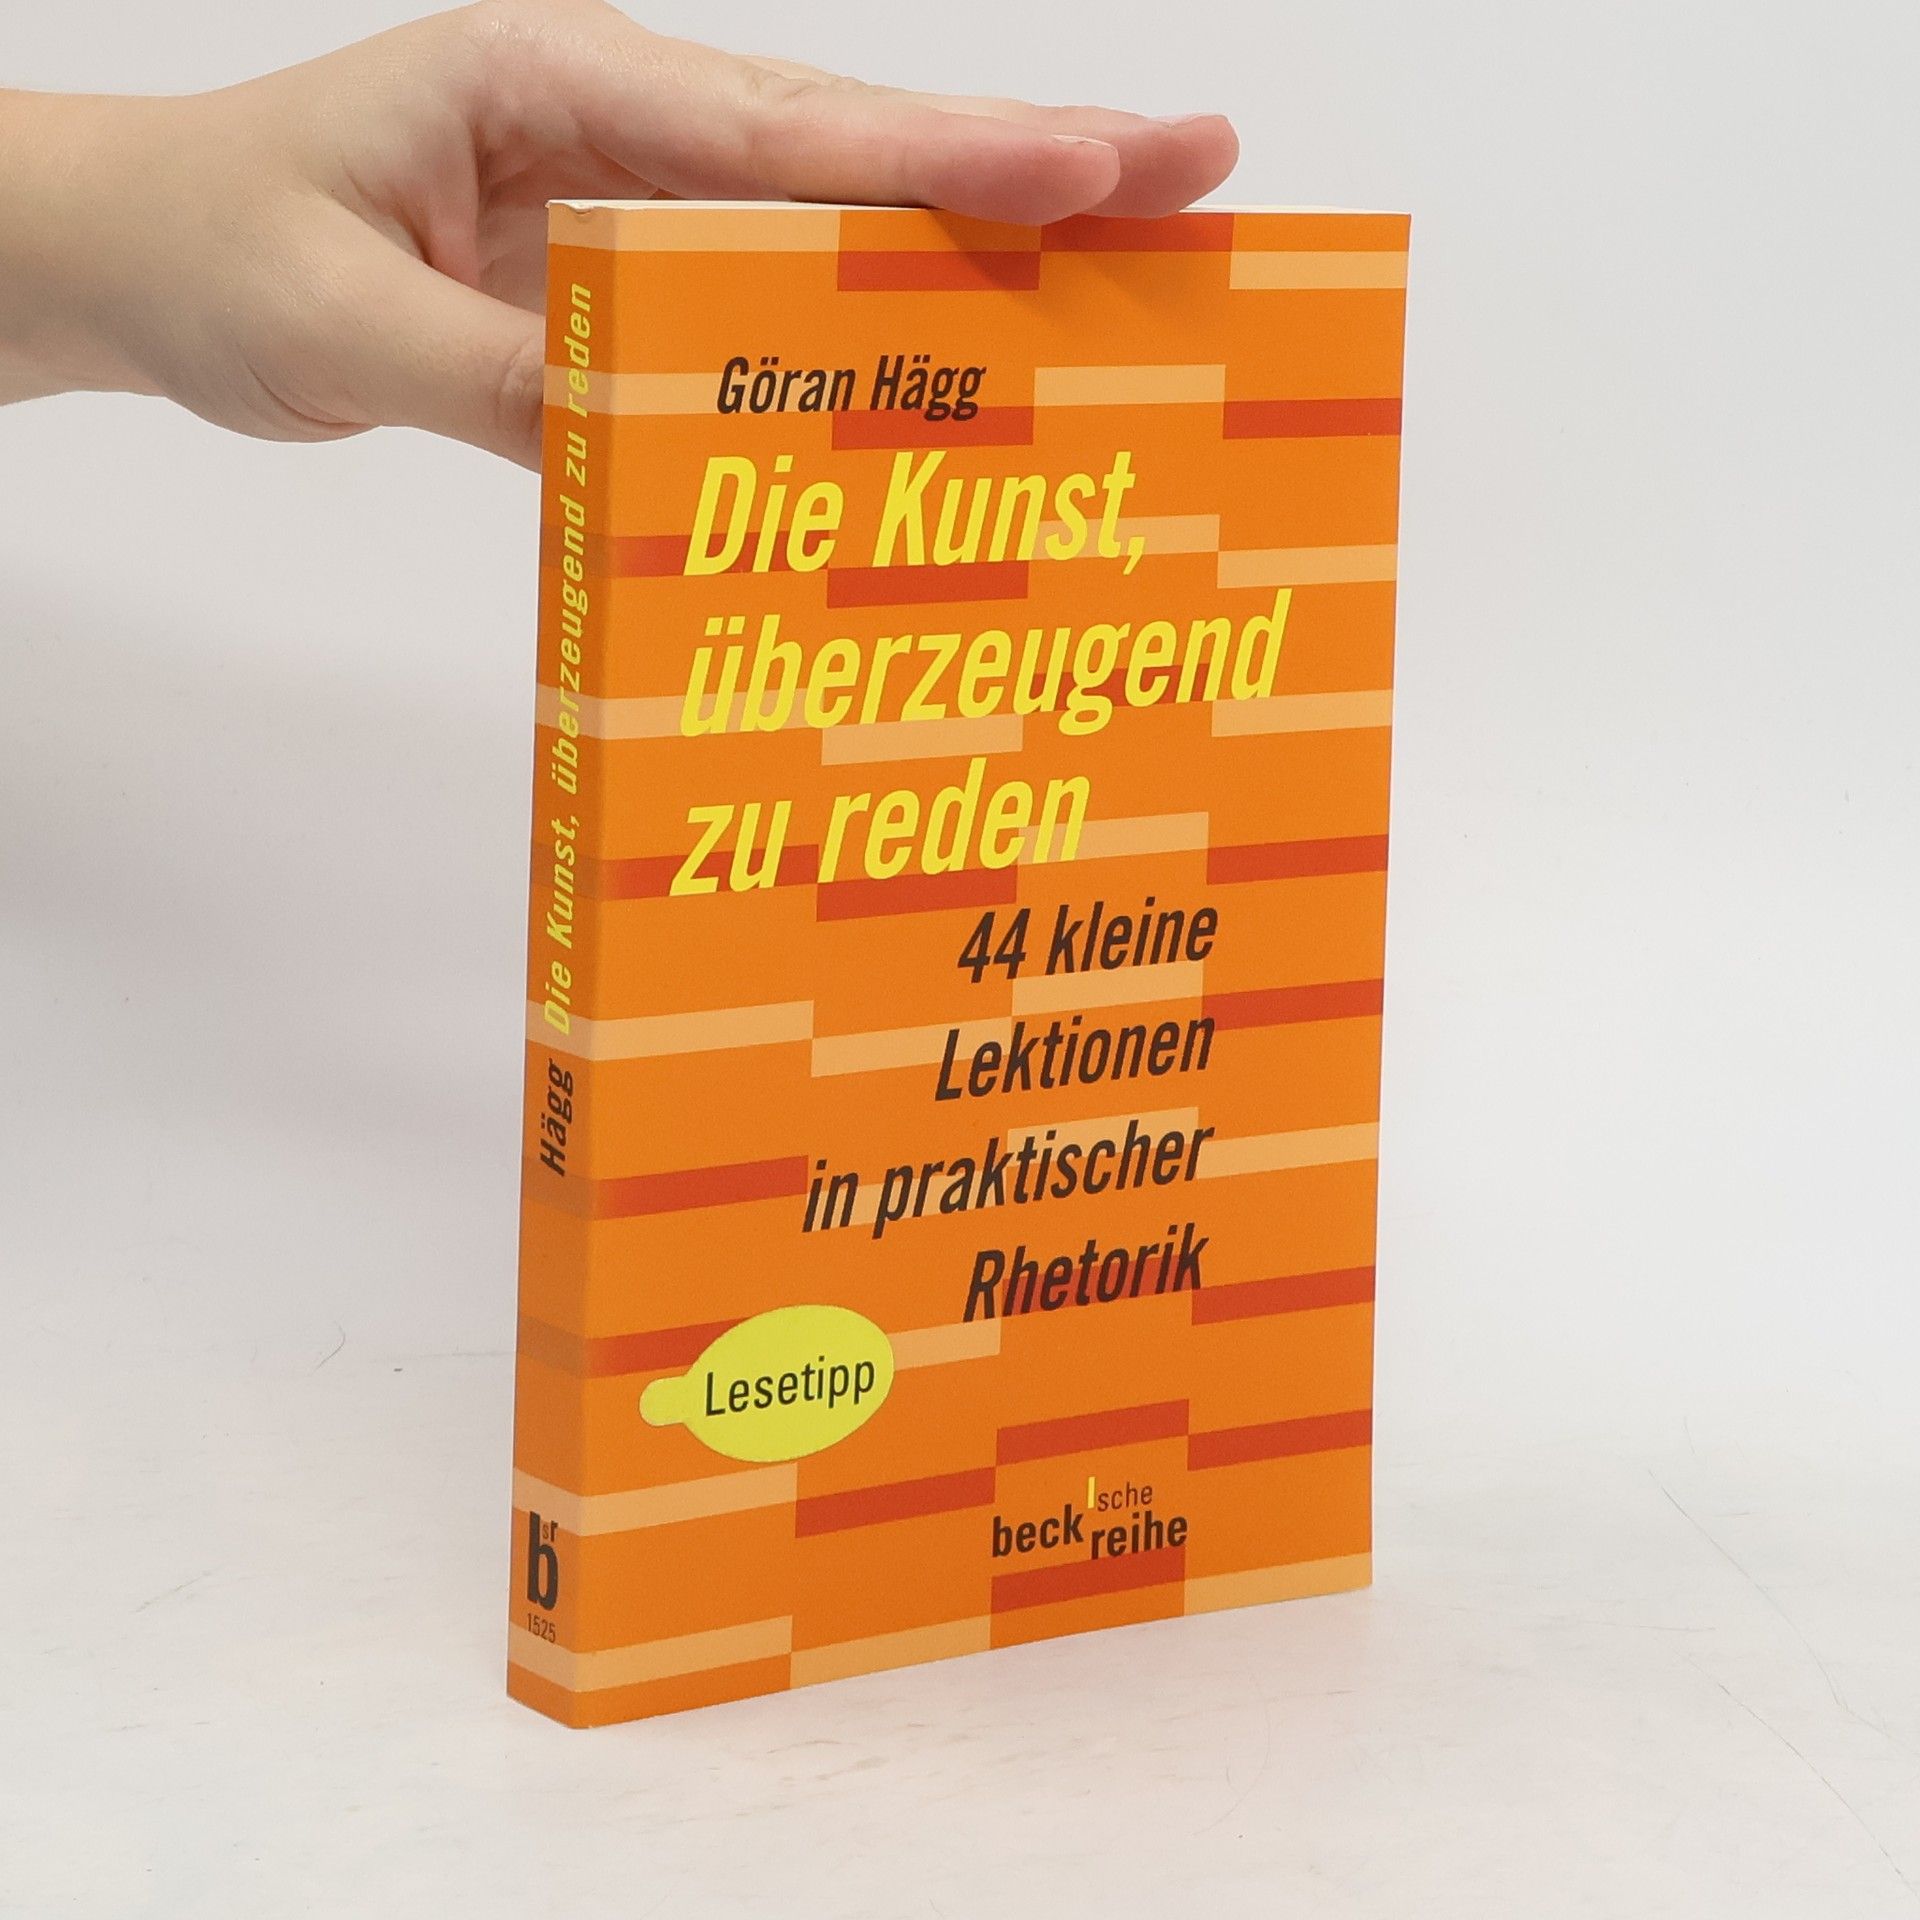 Göran Hägg
Die Kunst,
überzeugend
zu reden
44 kleine
Lektionen
in praktischer
Rhetorik
Lesetipp
beck'sche
reihe
Hägg Die Kunst, überzeugend zu reden
bsr
1525